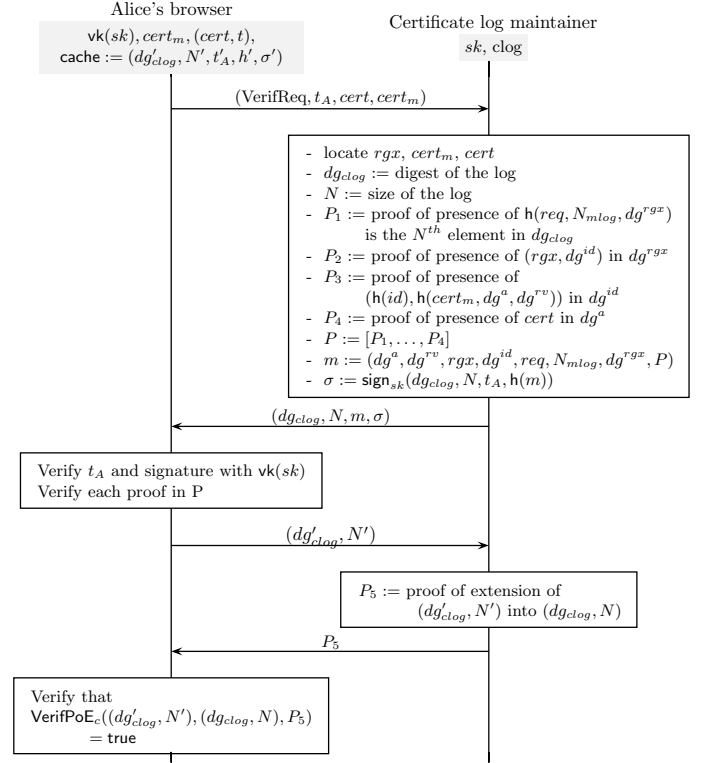 Alice's browser
Certificate log maintainer
vk(sk), cert_m, (cert, t),
cache := (dg'_clog, N', t'_A, h', σ')
sk, clog
(VerifReq, t_A, cert, cert_m)
- locate rgx, cert_m, cert
- dg_clog := digest of the log
- N := size of the log
- P_1 := proof of presence of h(req, N_mlog, dg^rgx)
is the N^th element in dg_clog
- P_2 := proof of presence of (rgx, dg^id) in dg^rgx
- P_3 := proof of presence of
(h(id), h(cert_m, dg^a, dg^rv)) in dg^id
- P_4 := proof of presence of cert in dg^a
- P := [P_1, . . . , P_4]
- m := (dg^a, dg^rv, rgx, dg^id, req, N_mlog, dg^rgx, P)
- σ := sign_sk(dg_clog, N, t_A, h(m))
(dg_clog, N, m, σ)
Verify t_A and signature with vk(sk)
Verify each proof in P
(dg'_clog, N')
P_5 := proof of extension of
(dg'_clog, N') into (dg_clog, N)
P_5
Verify that
VerifPoE_c((dg'_clog, N'), (dg_clog, N), P_5)
= true